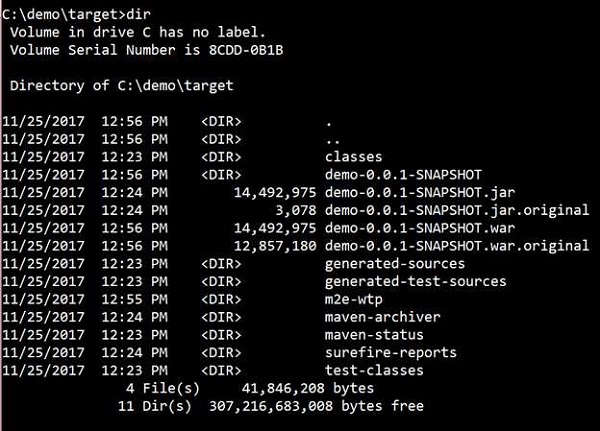 C:\demo\target>dir
 Volume in drive C has no label.
 Volume Serial Number is 8CDD-0B1B

 Directory of C:\demo\target

11/25/2017  12:56 PM    <DIR>          .
11/25/2017  12:56 PM    <DIR>          ..
11/25/2017  12:23 PM    <DIR>          classes
11/25/2017  12:56 PM    <DIR>          demo-0.0.1-SNAPSHOT
11/25/2017  12:24 PM        14,492,975 demo-0.0.1-SNAPSHOT.jar
11/25/2017  12:24 PM             3,078 demo-0.0.1-SNAPSHOT.jar.original
11/25/2017  12:56 PM        14,492,975 demo-0.0.1-SNAPSHOT.war
11/25/2017  12:56 PM        12,857,180 demo-0.0.1-SNAPSHOT.war.original
11/25/2017  12:23 PM    <DIR>          generated-sources
11/25/2017  12:23 PM    <DIR>          generated-test-sources
11/25/2017  12:55 PM    <DIR>          m2e-wtp
11/25/2017  12:24 PM    <DIR>          maven-archiver
11/25/2017  12:23 PM    <DIR>          maven-status
11/25/2017  12:24 PM    <DIR>          surefire-reports
11/25/2017  12:23 PM    <DIR>          test-classes
               4 File(s)     41,846,208 bytes
              11 Dir(s)  307,216,683,008 bytes free